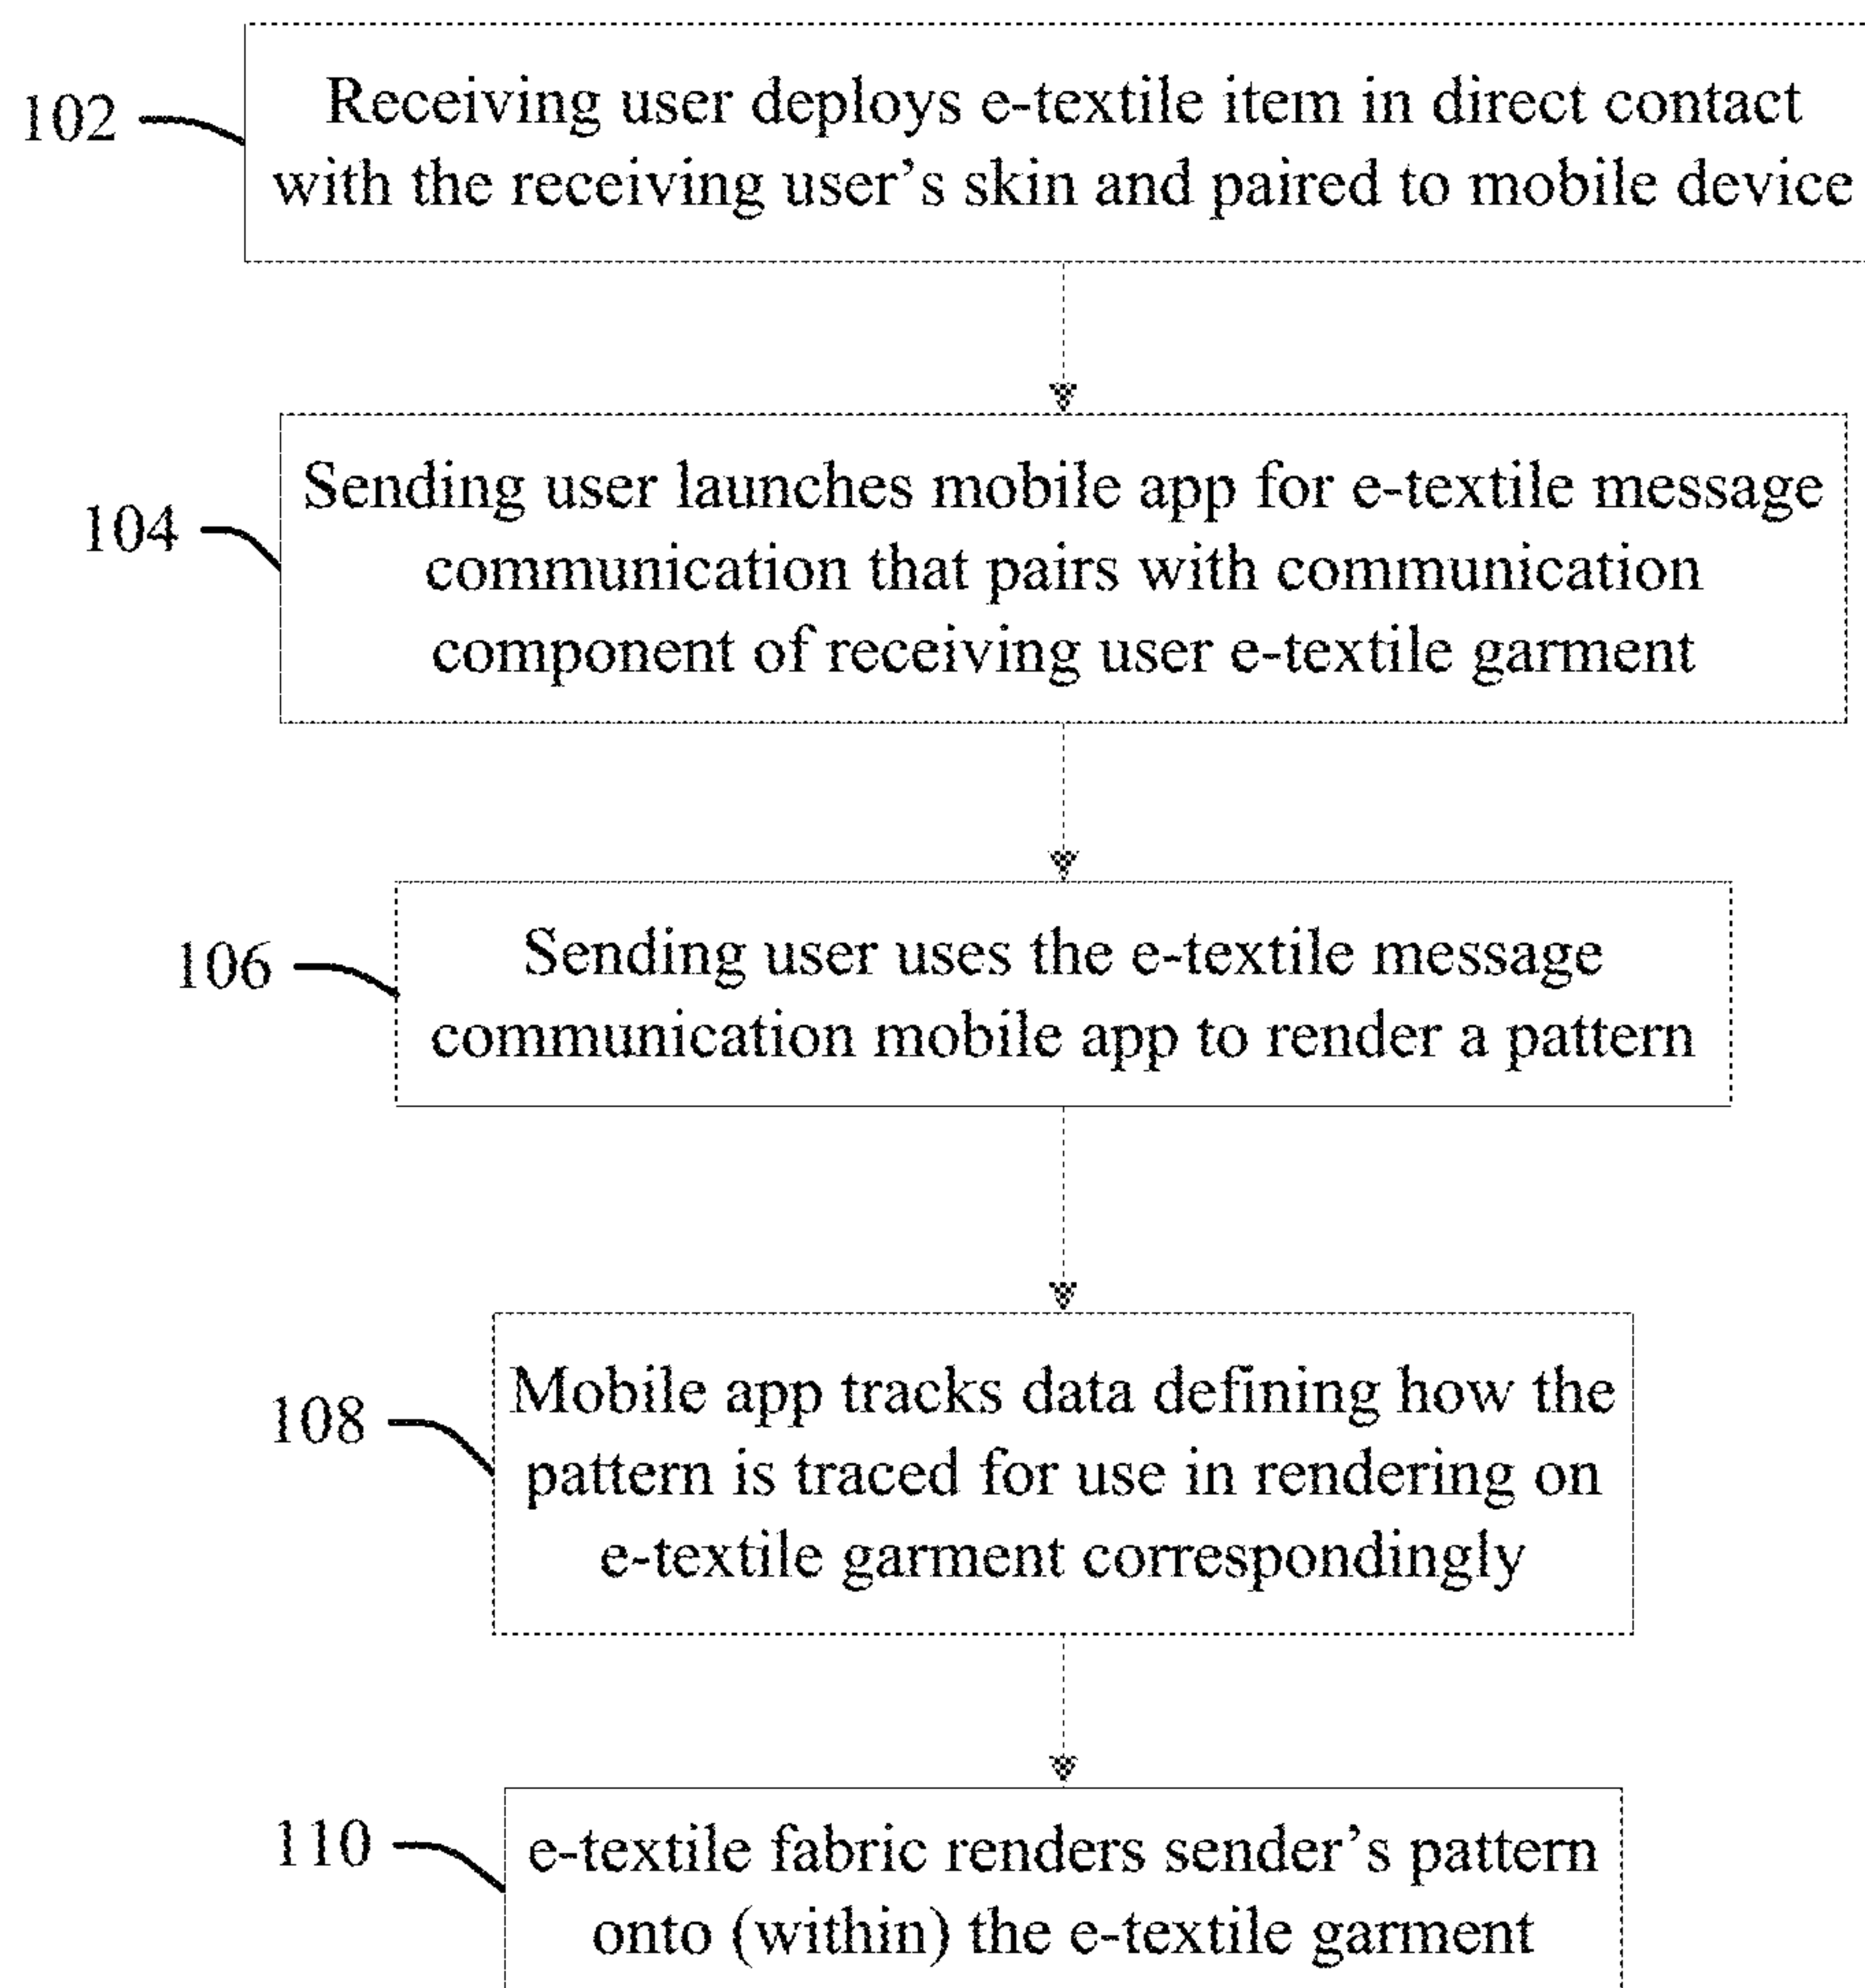 102
Receiving user deploys e-textile item in direct contact
with the receiving user's skin and paired to mobile device
104
Sending user launches mobile app for e-textile message
communication that pairs with communication
component of receiving user e-textile garment
106
Sending user uses the e-textile message
communication mobile app to render a pattern
108
Mobile app tracks data defining how the
pattern is traced for use in rendering on
e-textile garment correspondingly
110
e-textile fabric renders sender's pattern
onto (within) the e-textile garment